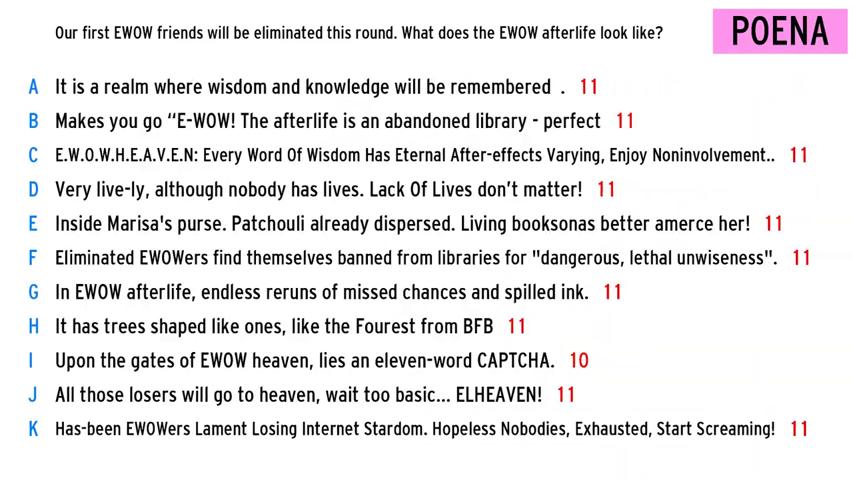 Our first EWOW friends will be eliminated this round. What does the EWOW afterlife look like?
POENA
A It is a realm where wisdom and knowledge will be remembered . 11
B Makes you go “E-WOW! The afterlife is an abandoned library - perfect 11
C E.W.O.W.H.E.A.V.E.N: Every Word Of Wisdom Has Eternal After-effects Varying, Enjoy Noninvolvement.. 11
D Very live-ly, although nobody has lives. Lack Of Lives don’t matter! 11
E Inside Marisa's purse. Patchouli already dispersed. Living booksonas better amerce her! 11
F Eliminated EWOWers find themselves banned from libraries for "dangerous, lethal unwiseness". 11
G In EWOW afterlife, endless reruns of missed chances and spilled ink. 11
H It has trees shaped like ones, like the Fourest from BFB 11
I Upon the gates of EWOW heaven, lies an eleven-word CAPTCHA. 10
J All those losers will go to heaven, wait too basic... ELHEAVEN! 11
K Has-been EWOWers Lament Losing Internet Stardom. Hopeless Nobodies, Exhausted, Start Screaming! 11